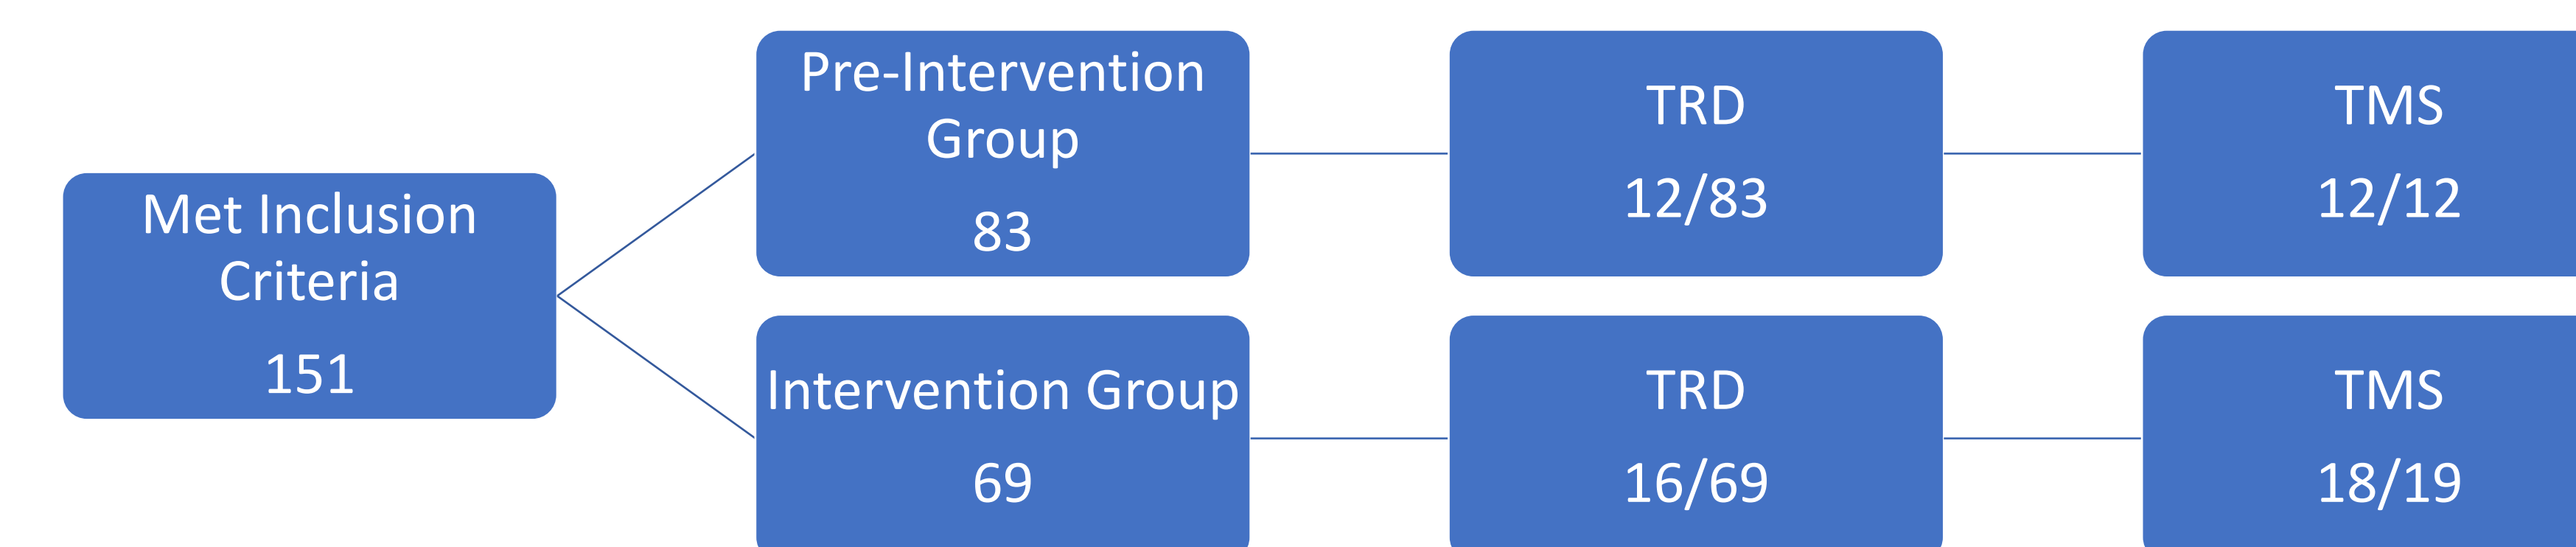 Met Inclusion
Criteria
151
Pre-Intervention
Group
83
TRD
12/83
TMS
12/12
Intervention Group
69
TRD
16/69
TMS
18/19